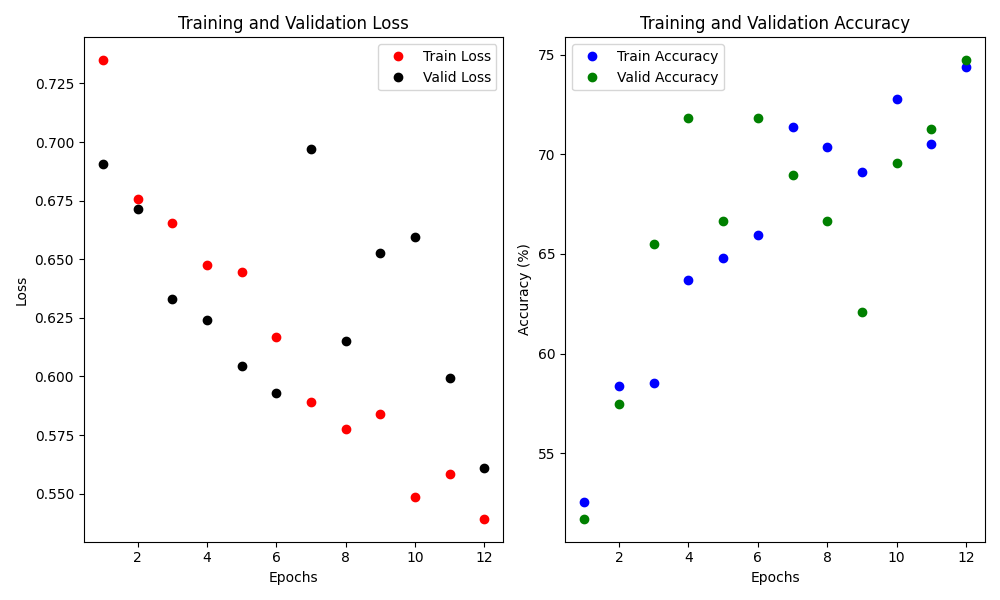 Training and Validation Loss
Train Loss
Valid Loss
0.725
0.700
0.675
0.650
0.625
0.600
0.575
0.550
Loss
2 4 6 8 10 12
Epochs
Training and Validation Accuracy
Train Accuracy
Valid Accuracy
75
70
65
60
55
Accuracy (%)
2 4 6 8 10 12
Epochs